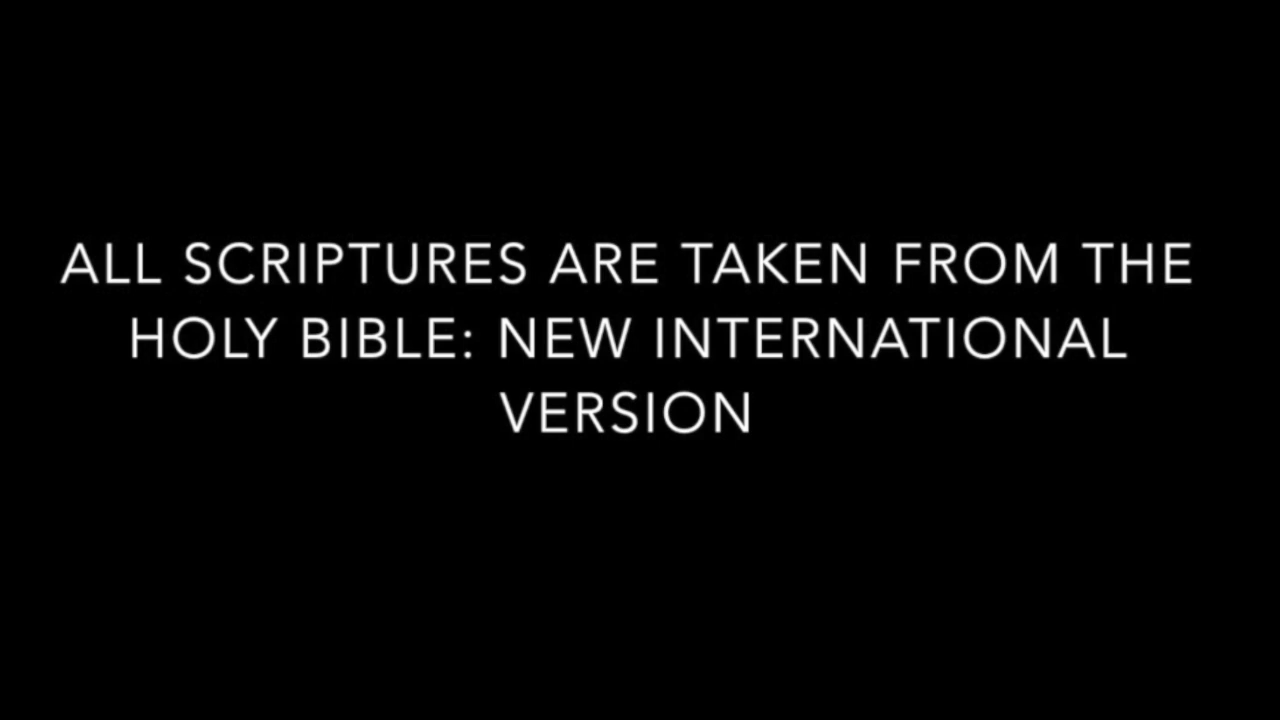 ALL SCRIPTURES ARE TAKEN FROM THE
HOLY BIBLE: NEW INTERNATIONAL
VERSION